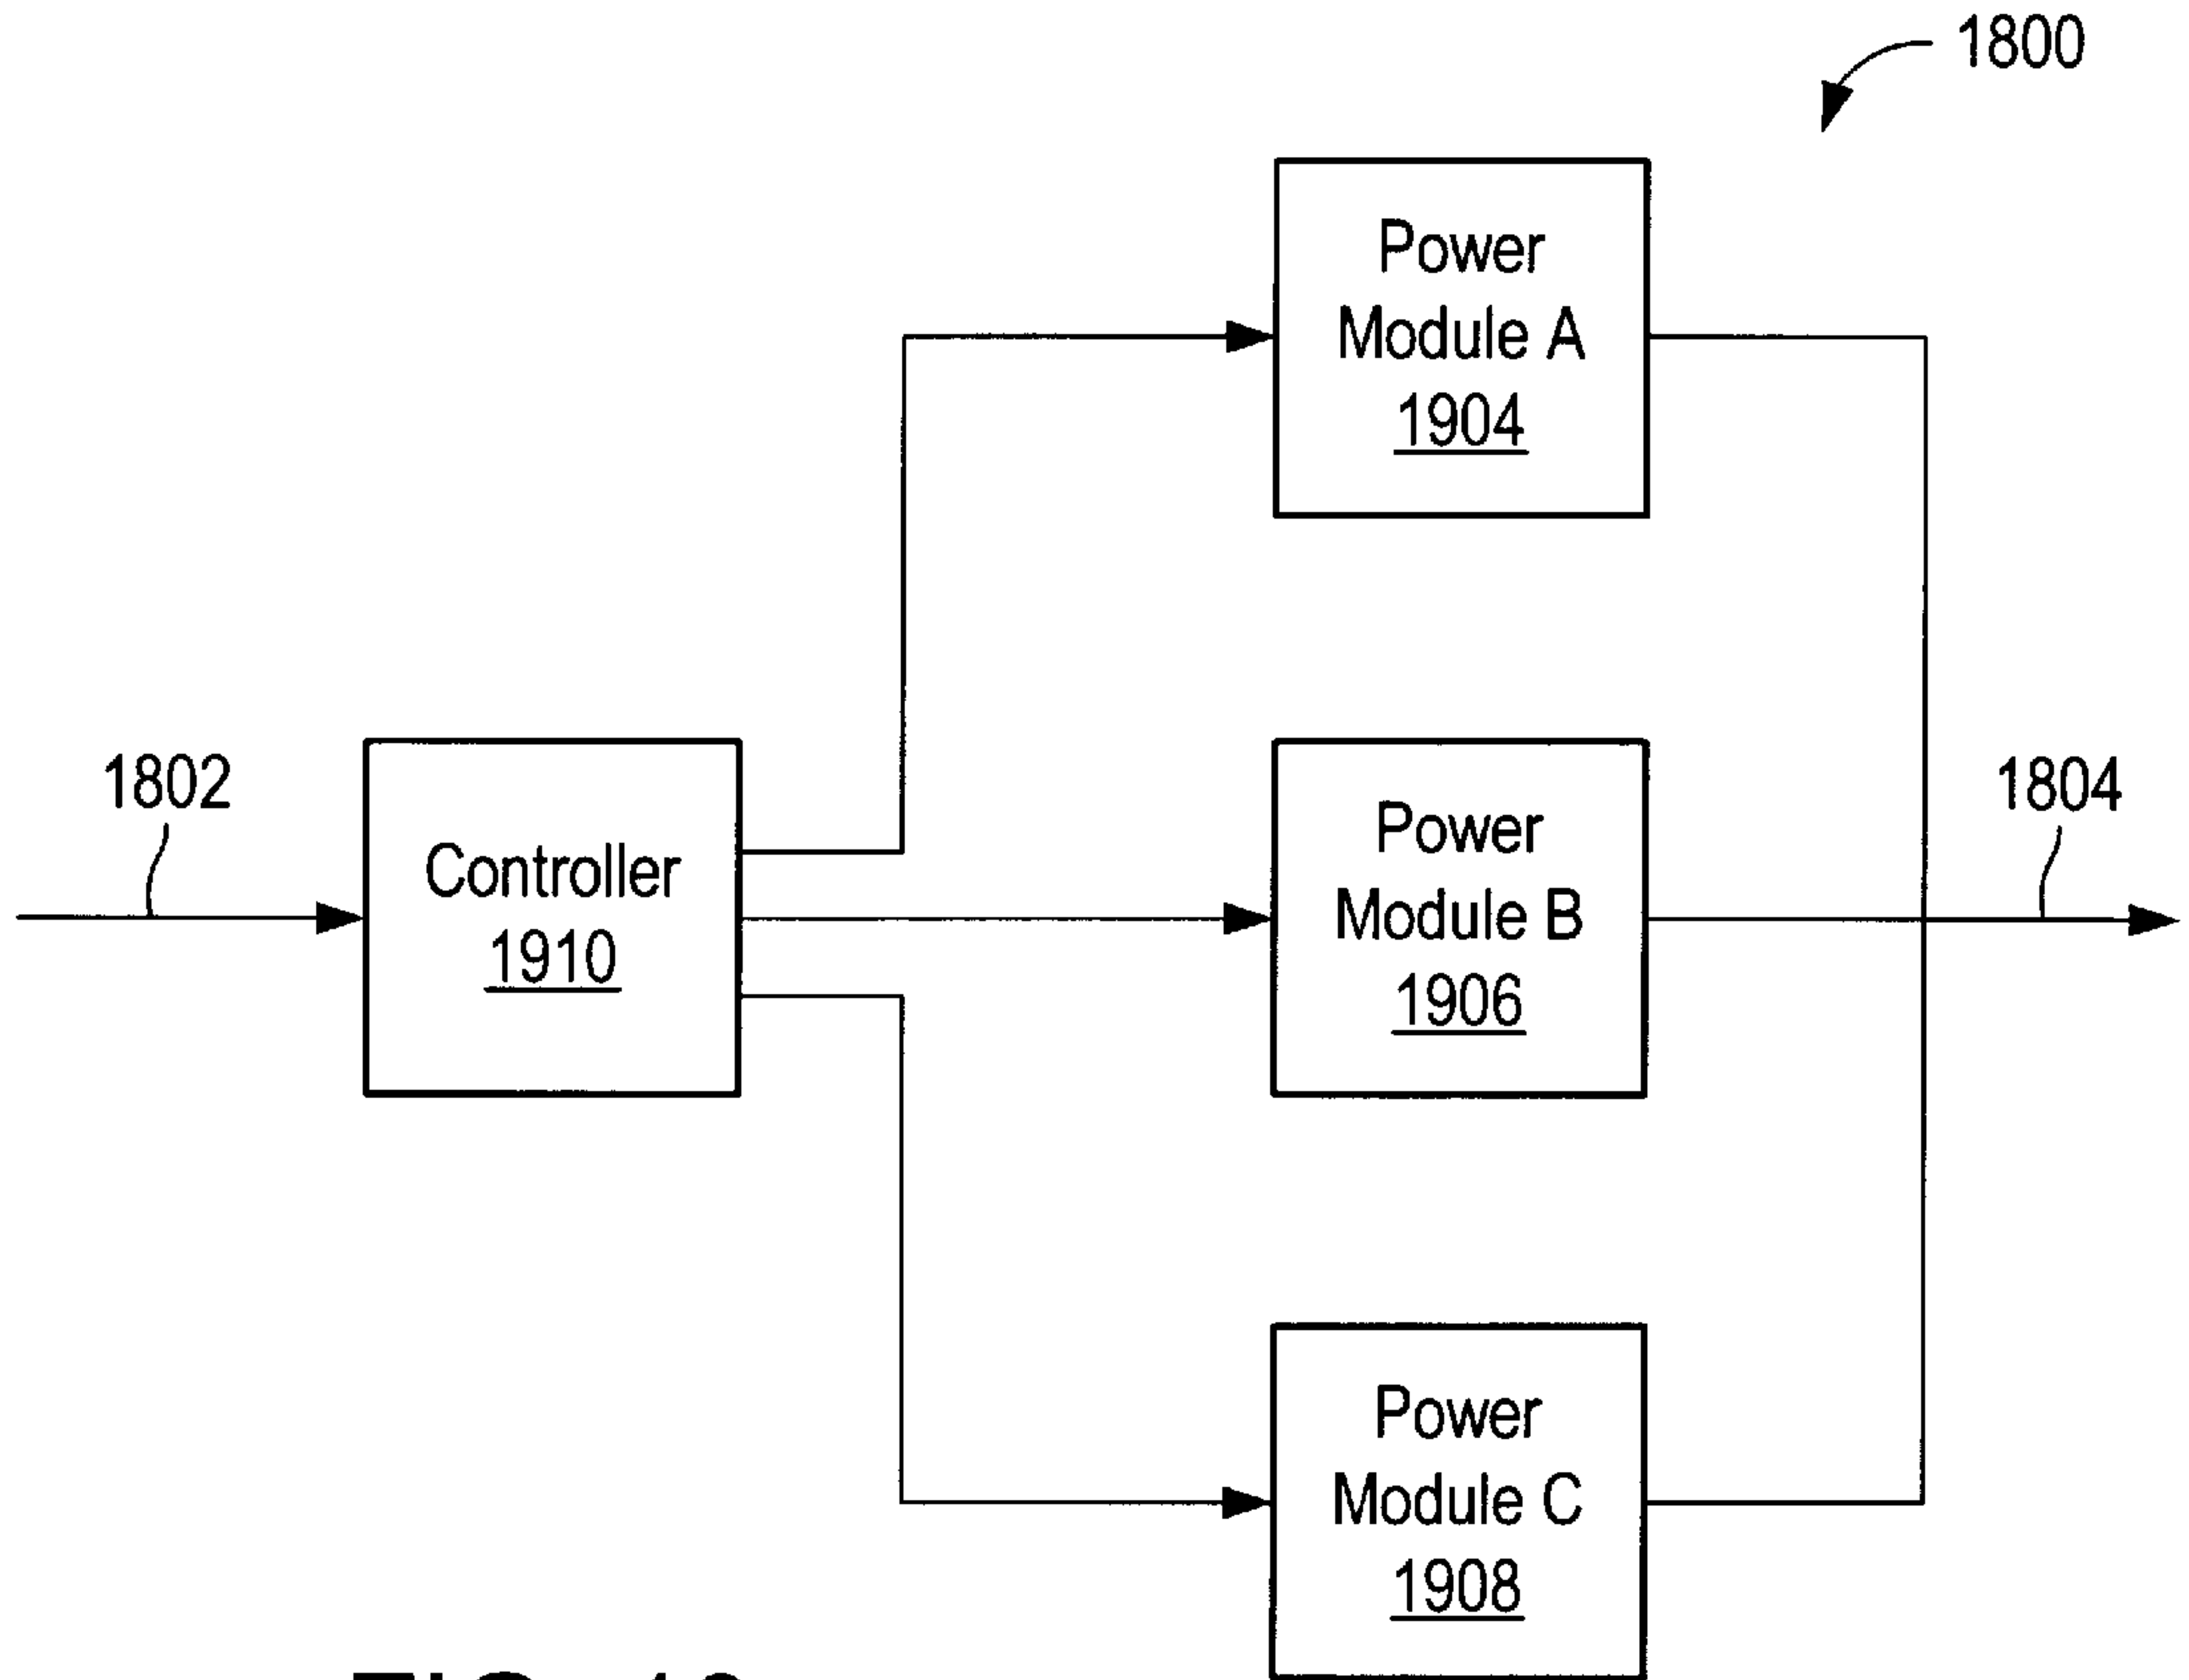 1800
Power
Module A
1904
1802
Controller
1910
Power
Module B
1906
1804
Power
Module C
1908